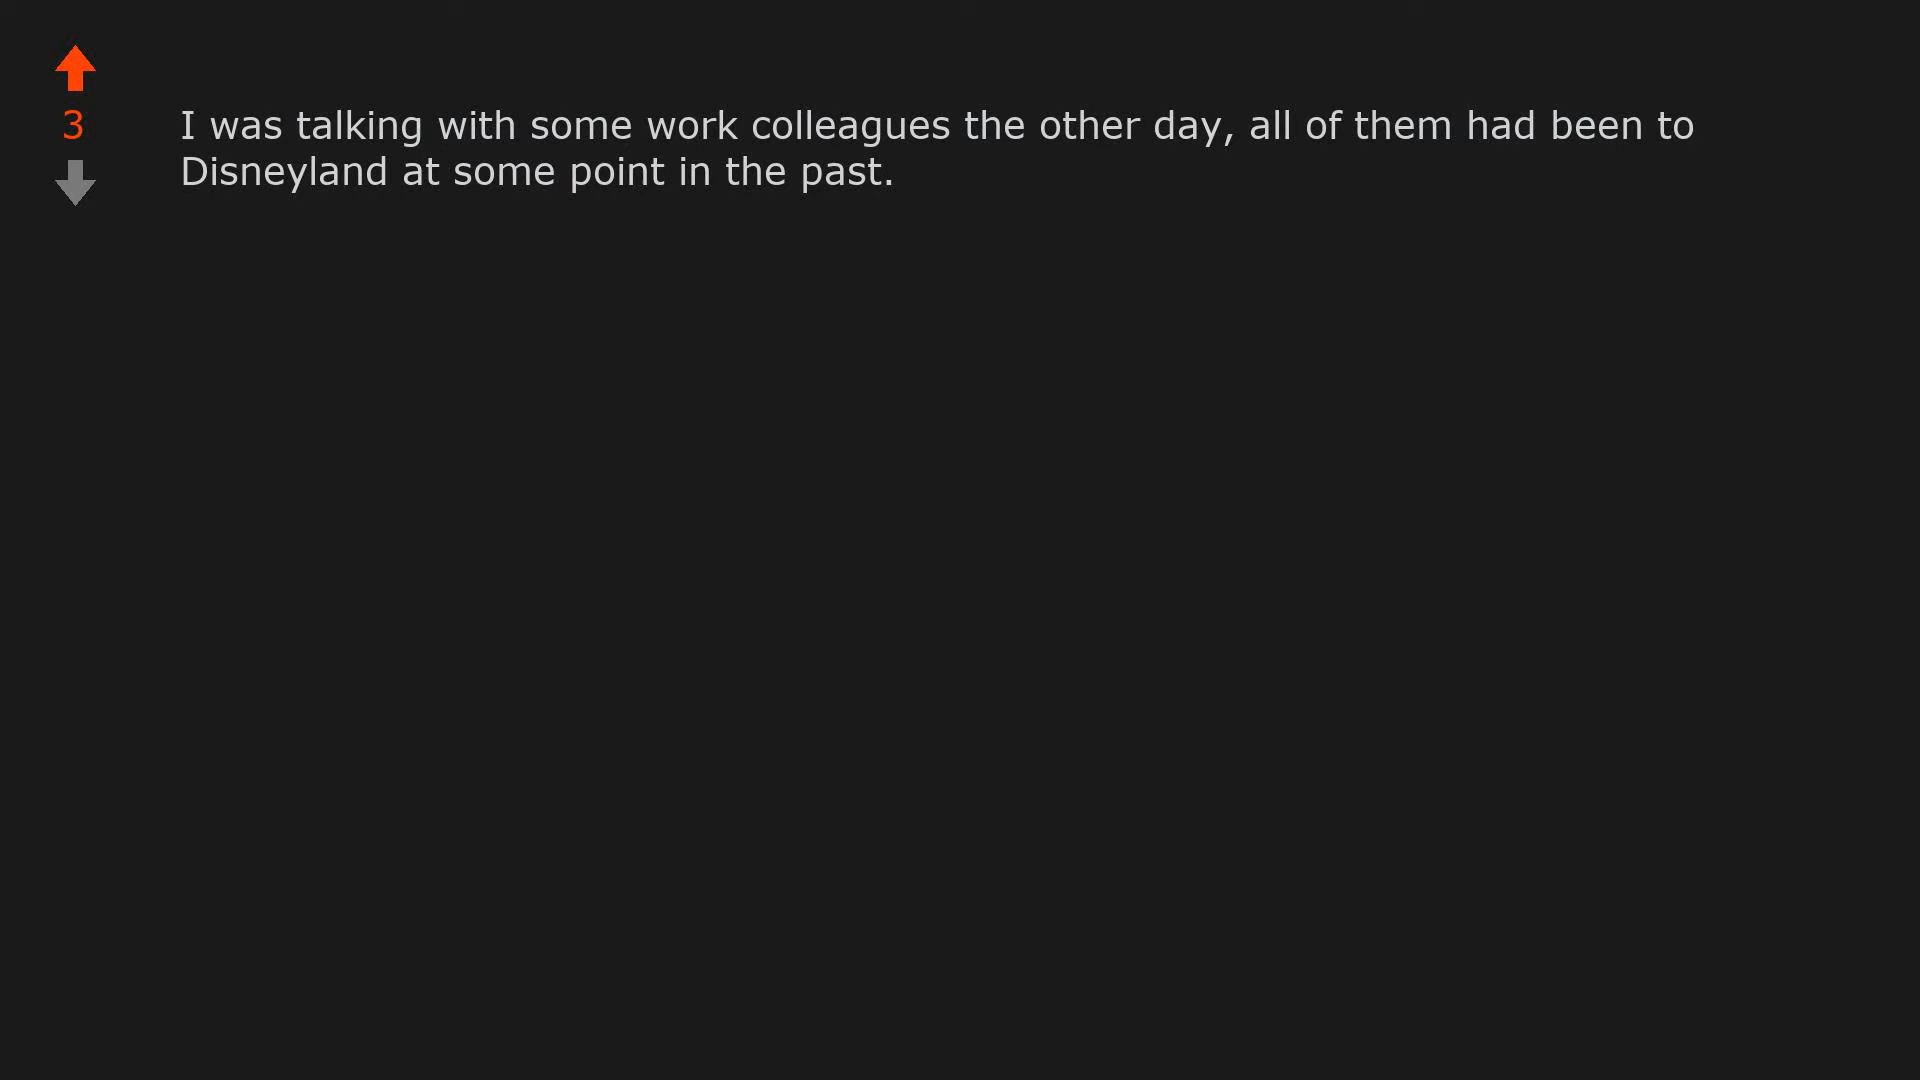 3
I was talking with some work colleagues the other day, all of them had been to
Disneyland at some point in the past.